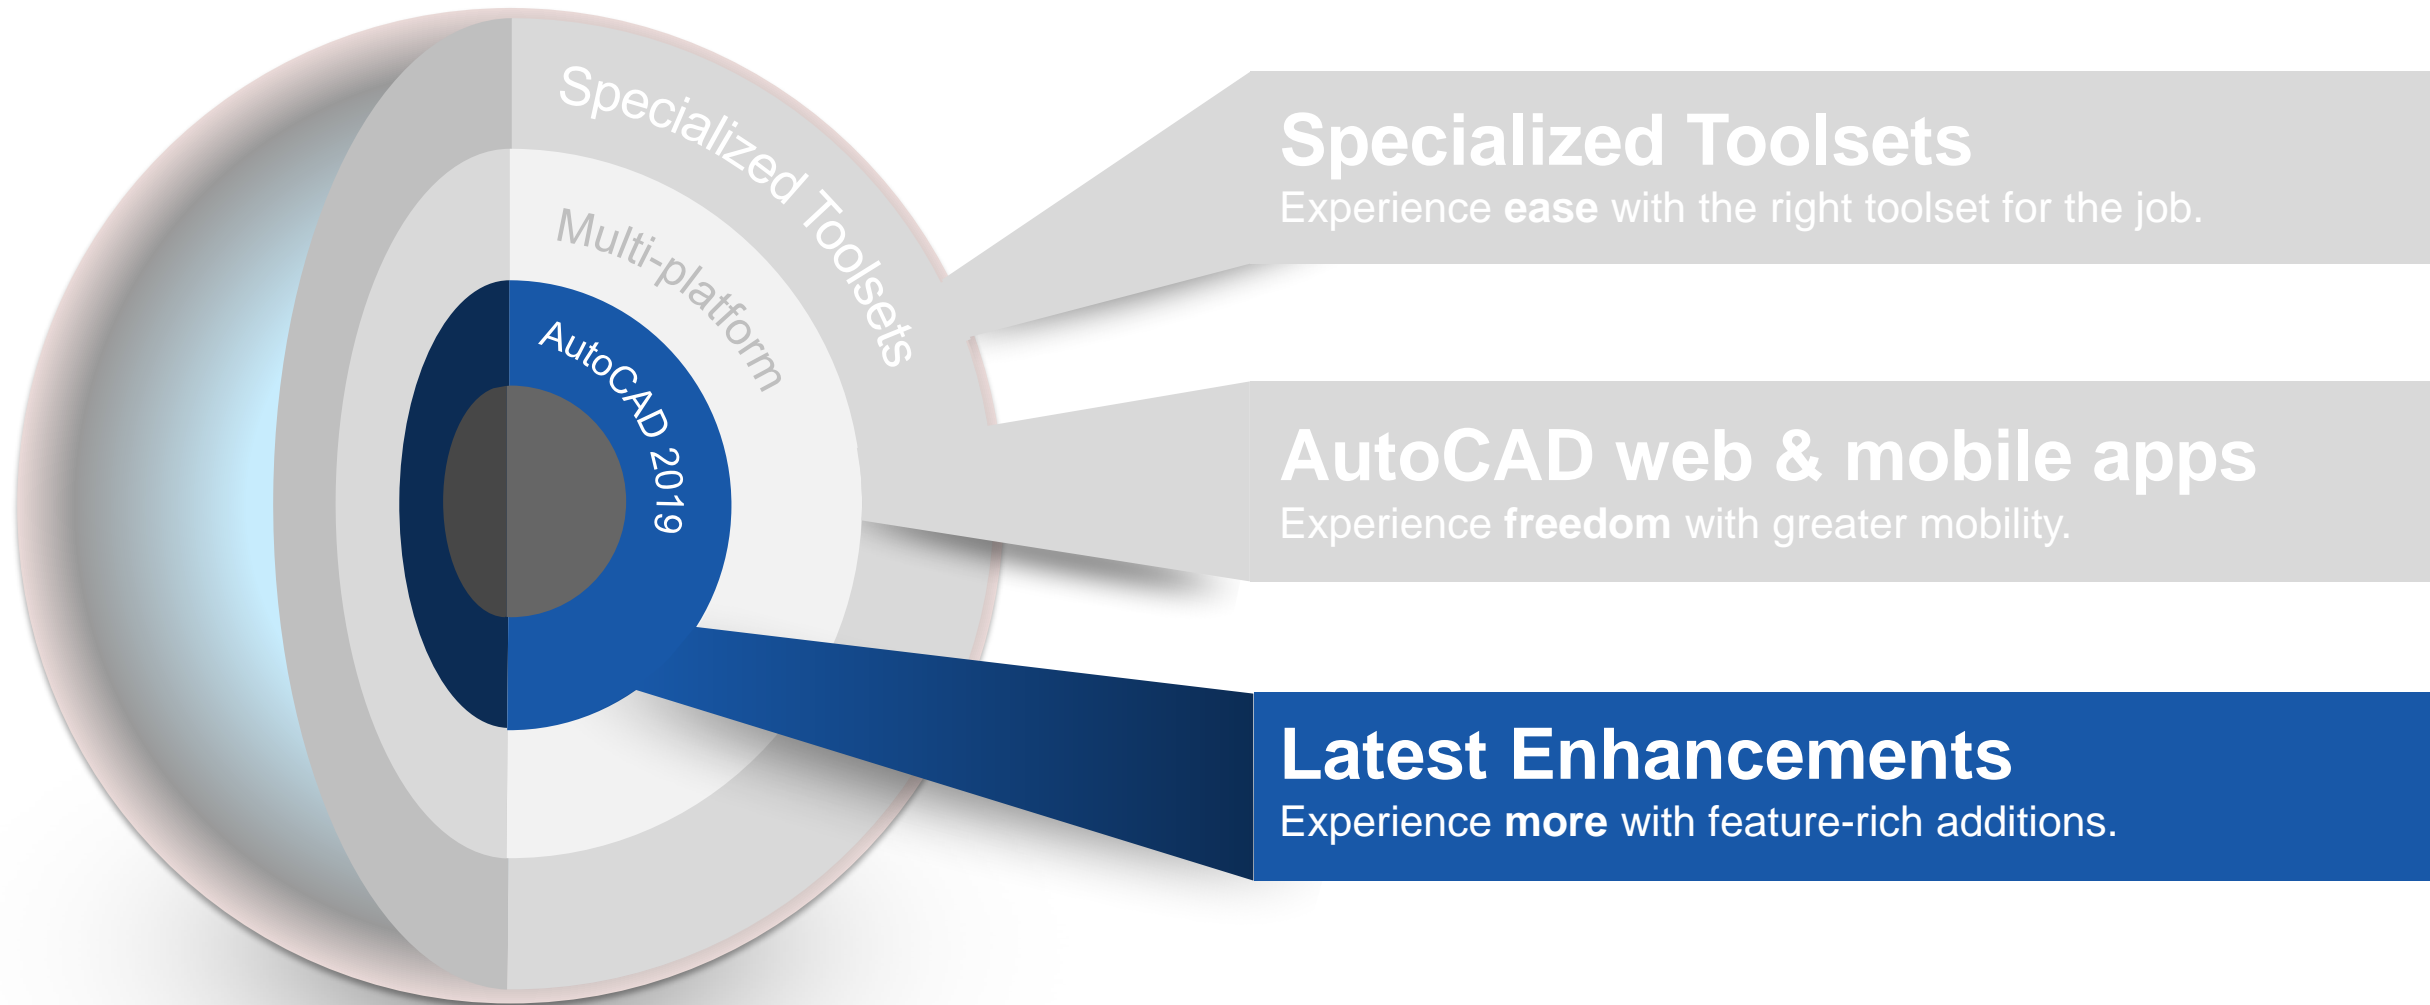 Specialized Toolsets
Multi-platform
AutoCAD 2019
Specialized Toolsets
Experience ease with the right toolset for the job.
AutoCAD web & mobile apps
Experience freedom with greater mobility.
Latest Enhancements
Experience more with feature-rich additions.